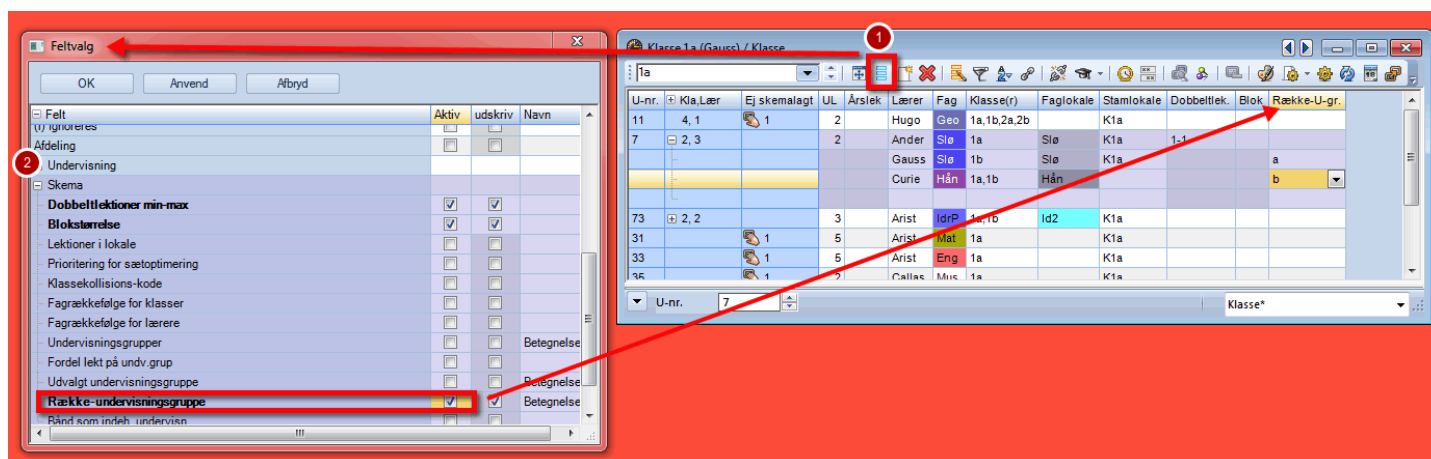 Feltvalg
OK Anvend Afbryd
Felt Aktiv udskriv Navn
(i) Ignoreres
Afdeling
2
Undervisning
Skema
Dobbeltlektioner min-max
Blokstørrelse
Lektioner i lokale
Prioritering for sætoptimering
Klassekollisions-kode
Fagrækkefølge for klasser
Fagrækkefølge for lærere
Undervisningsgrupper Betegnelse
Fordel lekt på undv.grup
Udvalgt undervisningsgruppe Betegnelse
Række-undervisningsgruppe Betegnelse
Bånd som indeh. undervisn
1
Klasse 1a (Gauss) / Klasse
1a
U-nr. Kla,Lær Ej skemalagt UL Årslek Lærer Fag Klasse(r) Faglokale Stamlokale Dobbeltlek. Blok Række-U-gr.
11 4, 1 1 2 Hugo Geo 1a,1b,2a,2b K1a
7 2, 3 2 Ander Slø 1a Slø K1a 1-1
Gauss Slø 1b Slø K1a a
Curie Hån 1a,1b Hån b
73 2, 2 3 Arist IdrP 1a,1b Id2 K1a
31 1 5 Arist Mat 1a K1a
33 1 5 Arist Eng 1a K1a
35 1 2 Callas Mus 1a K1a
U-nr. 7 Klasse*